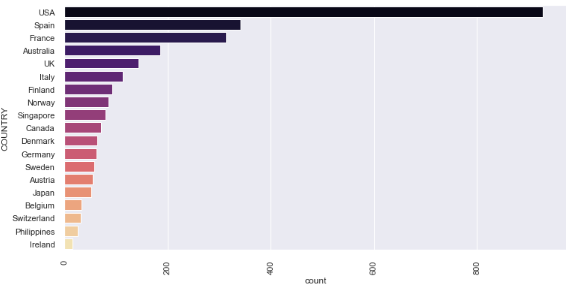 USA
Spain
France
Australia
UK
Italy
Finland
Norway
Singapore
Canada
Denmark
Germany
Sweden
Austria
Japan
Belgium
Switzerland
Philippines
Ireland
COUNTRY
0
200
400
600
800
count